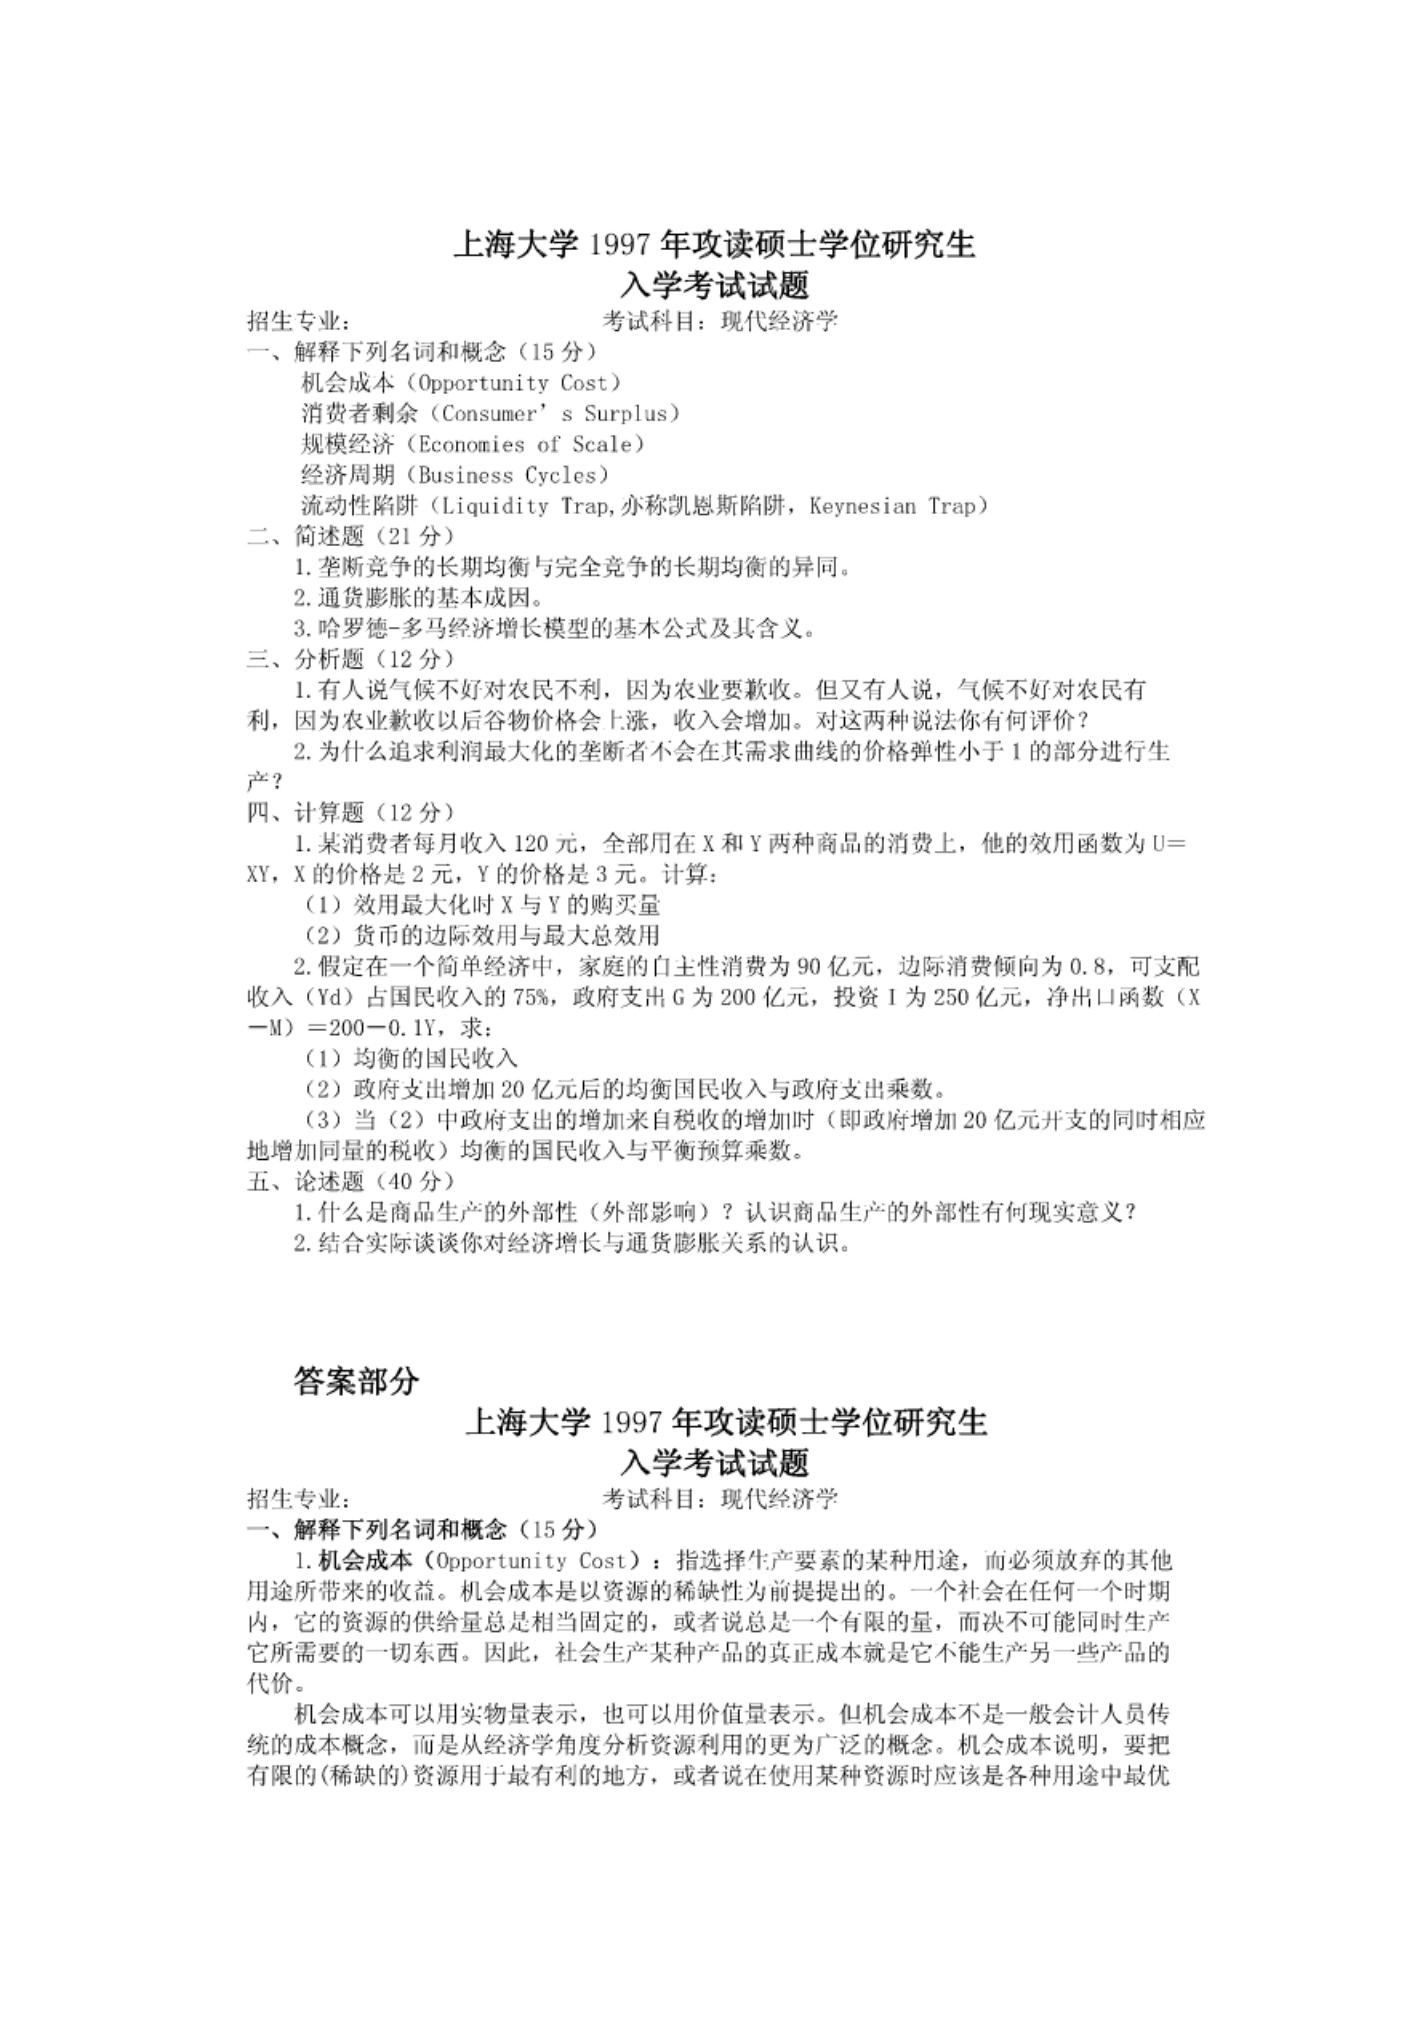 上海大学 1997 年攻读硕士学位研究生
入学考试试题
招生专业： 考试科目：现代经济学
一、解释下列名词和概念（15 分）
机会成本（Opportunity Cost）
消费者剩余（Consumer’s Surplus）
规模经济（Economies of Scale）
经济周期（Business Cycles）
流动性陷阱（Liquidity Trap,亦称凯恩斯陷阱，Keynesian Trap）
二、简述题（21 分）
1.垄断竞争的长期均衡与完全竞争的长期均衡的异同。
2.通货膨胀的基本成因。
3.哈罗德-多马经济增长模型的基本公式及其含义。
三、分析题（12 分）
1.有人说气候不好对农民不利，因为农业要歉收。但又有人说，气候不好对农民有
利，因为农业歉收以后谷物价格会上涨，收入会增加。对这两种说法你有何评价？
2.为什么追求利润最大化的垄断者不会在其需求曲线的价格弹性小于 1 的部分进行生
产？
四、计算题（12 分）
1.某消费者每月收入 120 元，全部用在 X 和 Y 两种商品的消费上，他的效用函数为 U＝
XY，X 的价格是 2 元，Y 的价格是 3 元。计算：
（1）效用最大化时 X 与 Y 的购买量
（2）货币的边际效用与最大总效用
2.假定在一个简单经济中，家庭的自主性消费为 90 亿元，边际消费倾向为 0.8，可支配
收入（Yd）占国民收入的 75%，政府支出 G 为 200 亿元，投资 I 为 250 亿元，净出口函数（X
－M）＝200－0.1Y，求：
（1）均衡的国民收入
（2）政府支出增加 20 亿元后的均衡国民收入与政府支出乘数。
（3）当（2）中政府支出的增加来自税收的增加时（即政府增加 20 亿元开支的同时相应
地增加同量的税收）均衡的国民收入与平衡预算乘数。
五、论述题（40 分）
1.什么是商品生产的外部性（外部影响）？认识商品生产的外部性有何现实意义？
2.结合实际谈谈你对经济增长与通货膨胀关系的认识。
答案部分
上海大学 1997 年攻读硕士学位研究生
入学考试试题
招生专业： 考试科目：现代经济学
一、解释下列名词和概念（15 分）
1.机会成本（Opportunity Cost）：指选择生产要素的某种用途，而必须放弃的其他
用途所带来的收益。机会成本是以资源的稀缺性为前提提出的。一个社会在任何一个时期
内，它的资源的供给量总是相当固定的，或者说总是一个有限的量，而决不可能同时生产
它所需要的一切东西。因此，社会生产某种产品的真正成本就是它不能生产另一些产品的
代价。
机会成本可以用实物量表示，也可以用价值量表示。但机会成本不是一般会计人员传
统的成本概念，而是从经济学角度分析资源利用的更为广泛的概念。机会成本说明，要把
有限的(稀缺的)资源用于最有利的地方，或者说在使用某种资源时应该是各种用途中最优